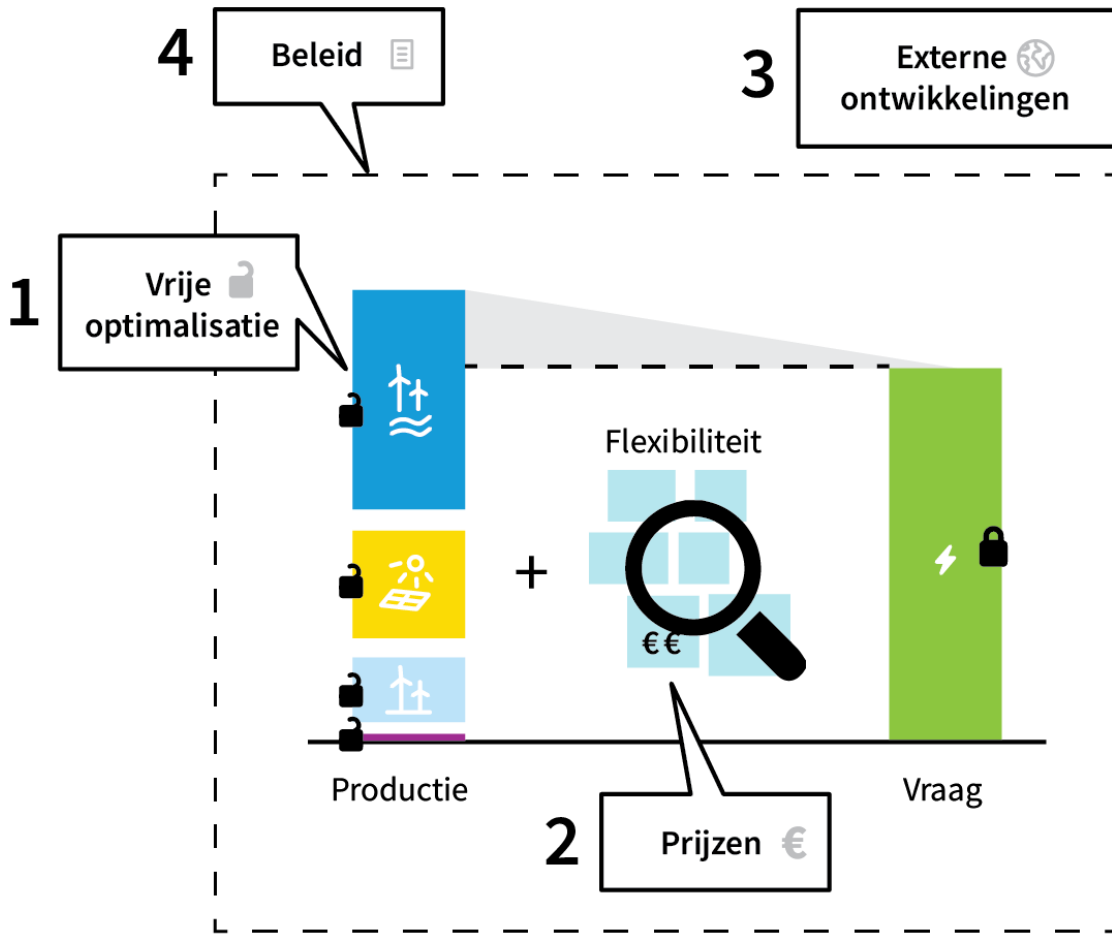 4
Beleid
3
Externe
ontwikkelingen
1
Vrije
optimalisatie
Flexibiliteit
+
€€
Productie
Vraag
2
Prijzen €